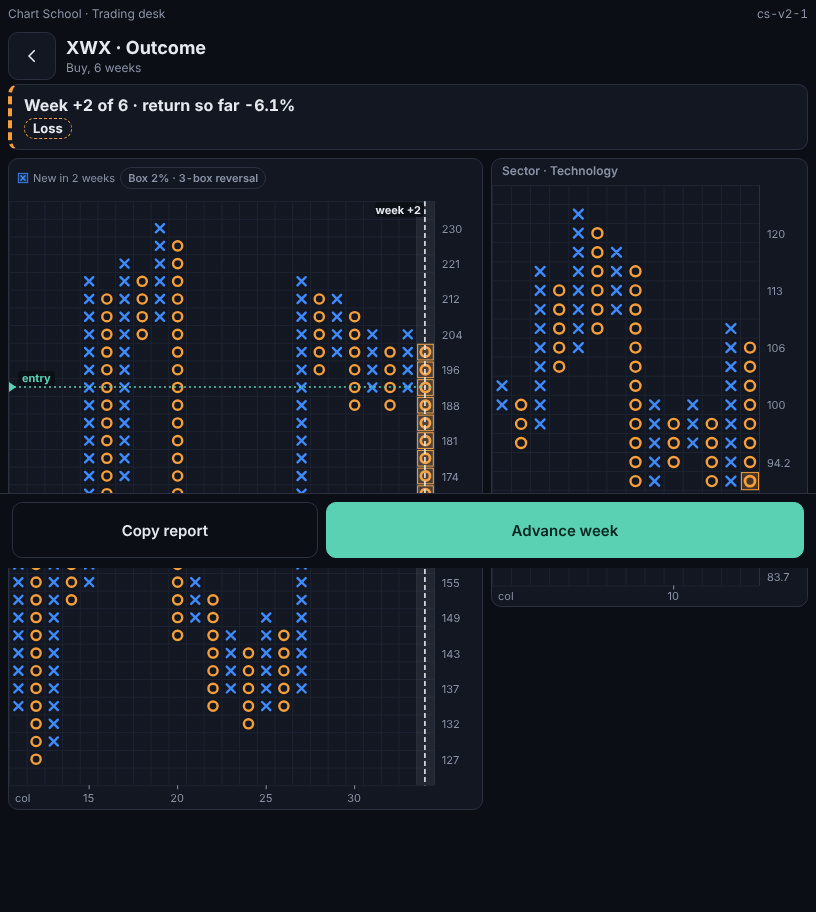 Chart School · Trading desk
cs-v2-1
XWX · Outcome
Buy, 6 weeks
Week +2 of 6 · return so far -6.1%
Loss
New in 2 weeks
Box 2% · 3-box reversal
week +2
230
221
212
204
196
188
181
174
entry
Sector · Technology
120
113
106
100
94.2
Copy report
Advance week
155
149
143
137
132
127
col
15
20
25
30
83.7
col
10